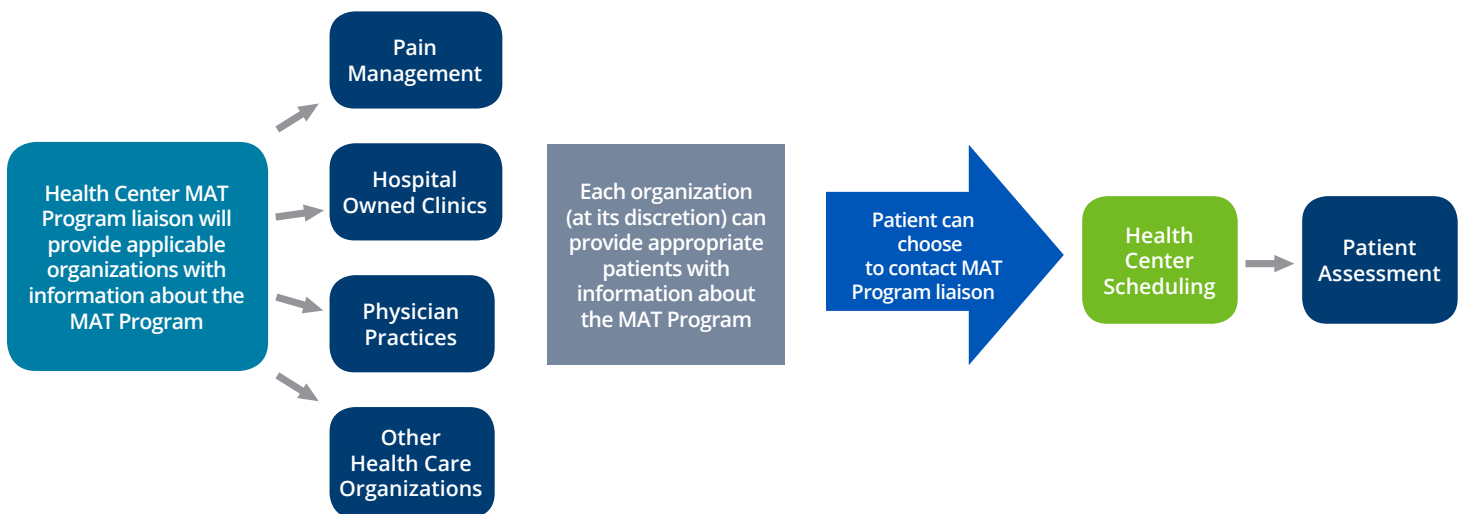 Health Center MAT
Program liaison will
provide applicable
organizations with
information about the
MAT Program
Pain
Management
Hospital
Owned Clinics
Physician
Practices
Other
Health Care
Organizations
Each organization
(at its discretion) can
provide appropriate
patients with
information about
the MAT Program
Patient can
choose
to contact MAT
Program liaison
Health
Center
Scheduling
Patient
Assessment